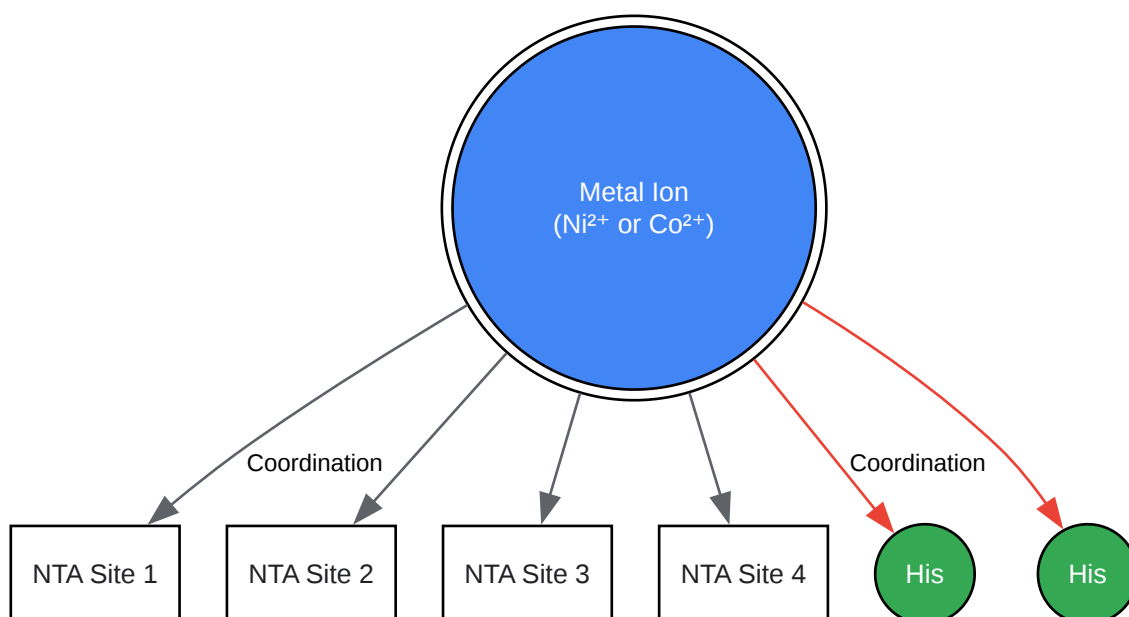 Metal Ion
(Ni²⁺ or Co²⁺)
Coordination
Coordination
NTA Site 1
NTA Site 2
NTA Site 3
NTA Site 4
His
His